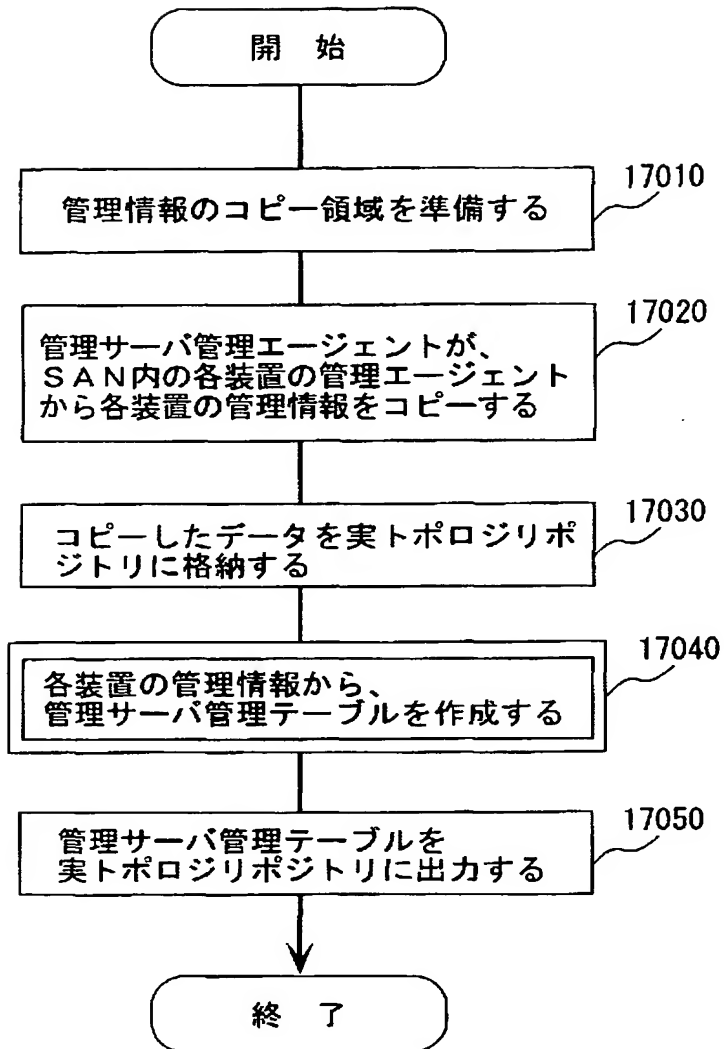 開 始
17010
管理情報のコピー領域を準備する
17020
管理サーバ管理エージェントが、
SAN内の各装置の管理エージェント
から各装置の管理情報をコピーする
17030
コピーしたデータを実トポロジリポ
ジトリに格納する
17040
各装置の管理情報から、
管理サーバ管理テーブルを作成する
17050
管理サーバ管理テーブルを
実トポロジリポジトリに出力する
終 了